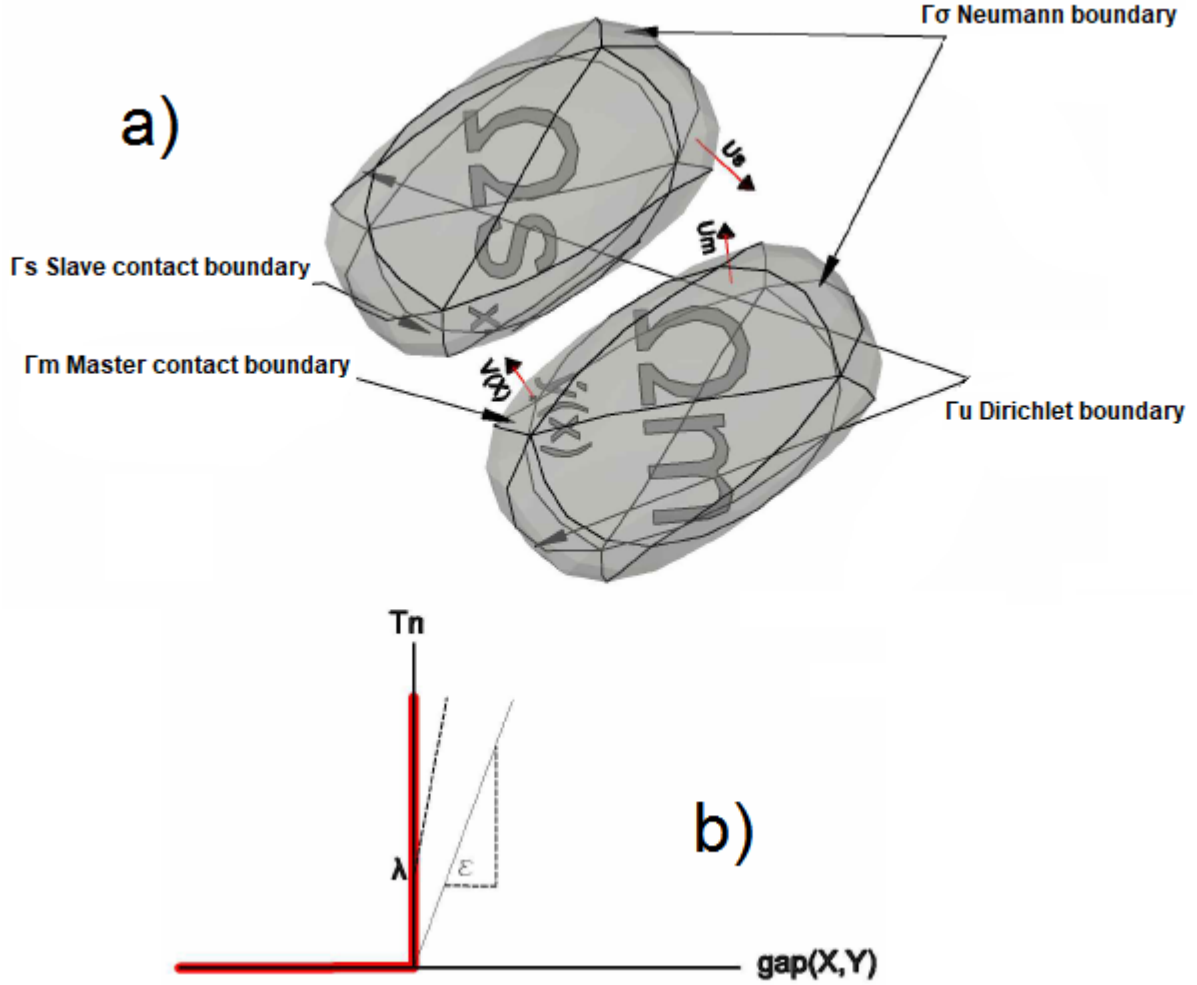 Γσ Neumann boundary
a)
Ωs
Us
Um
Γs Slave contact boundary
X
Γm Master contact boundary
V(X)
Ωm
Γu Dirichlet boundary
Tn
b)
λ
ε
gap(X,Y)